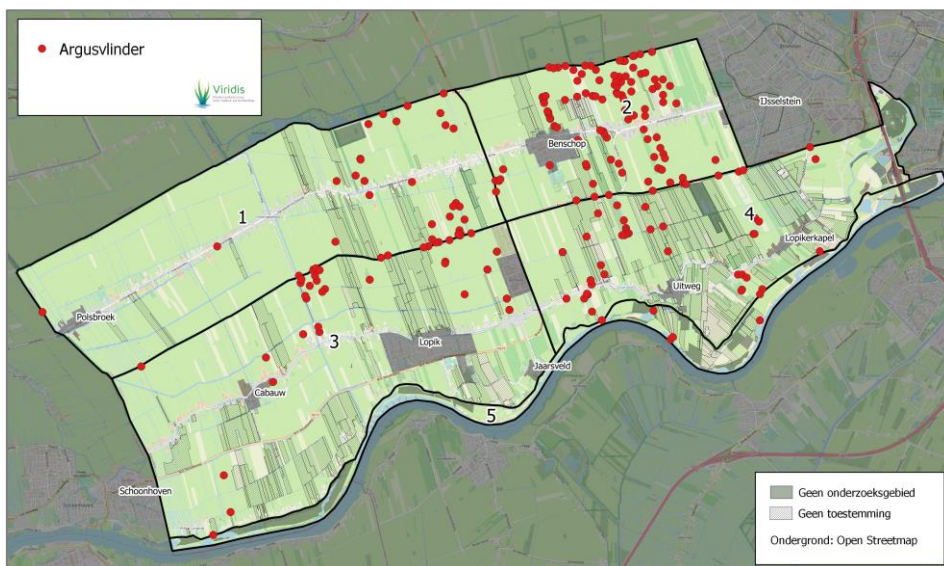 Argusvlinder
Viridis
IJsselstein
2
Benschop
1
4
Lopikerkapel
Uitweg
Polsbroek
3
Lopik
Jaarsveld
Cabauw
5
Schoonhoven
Geen onderzoeksgebied
Geen toestemming
Ondergrond: Open Streetmap